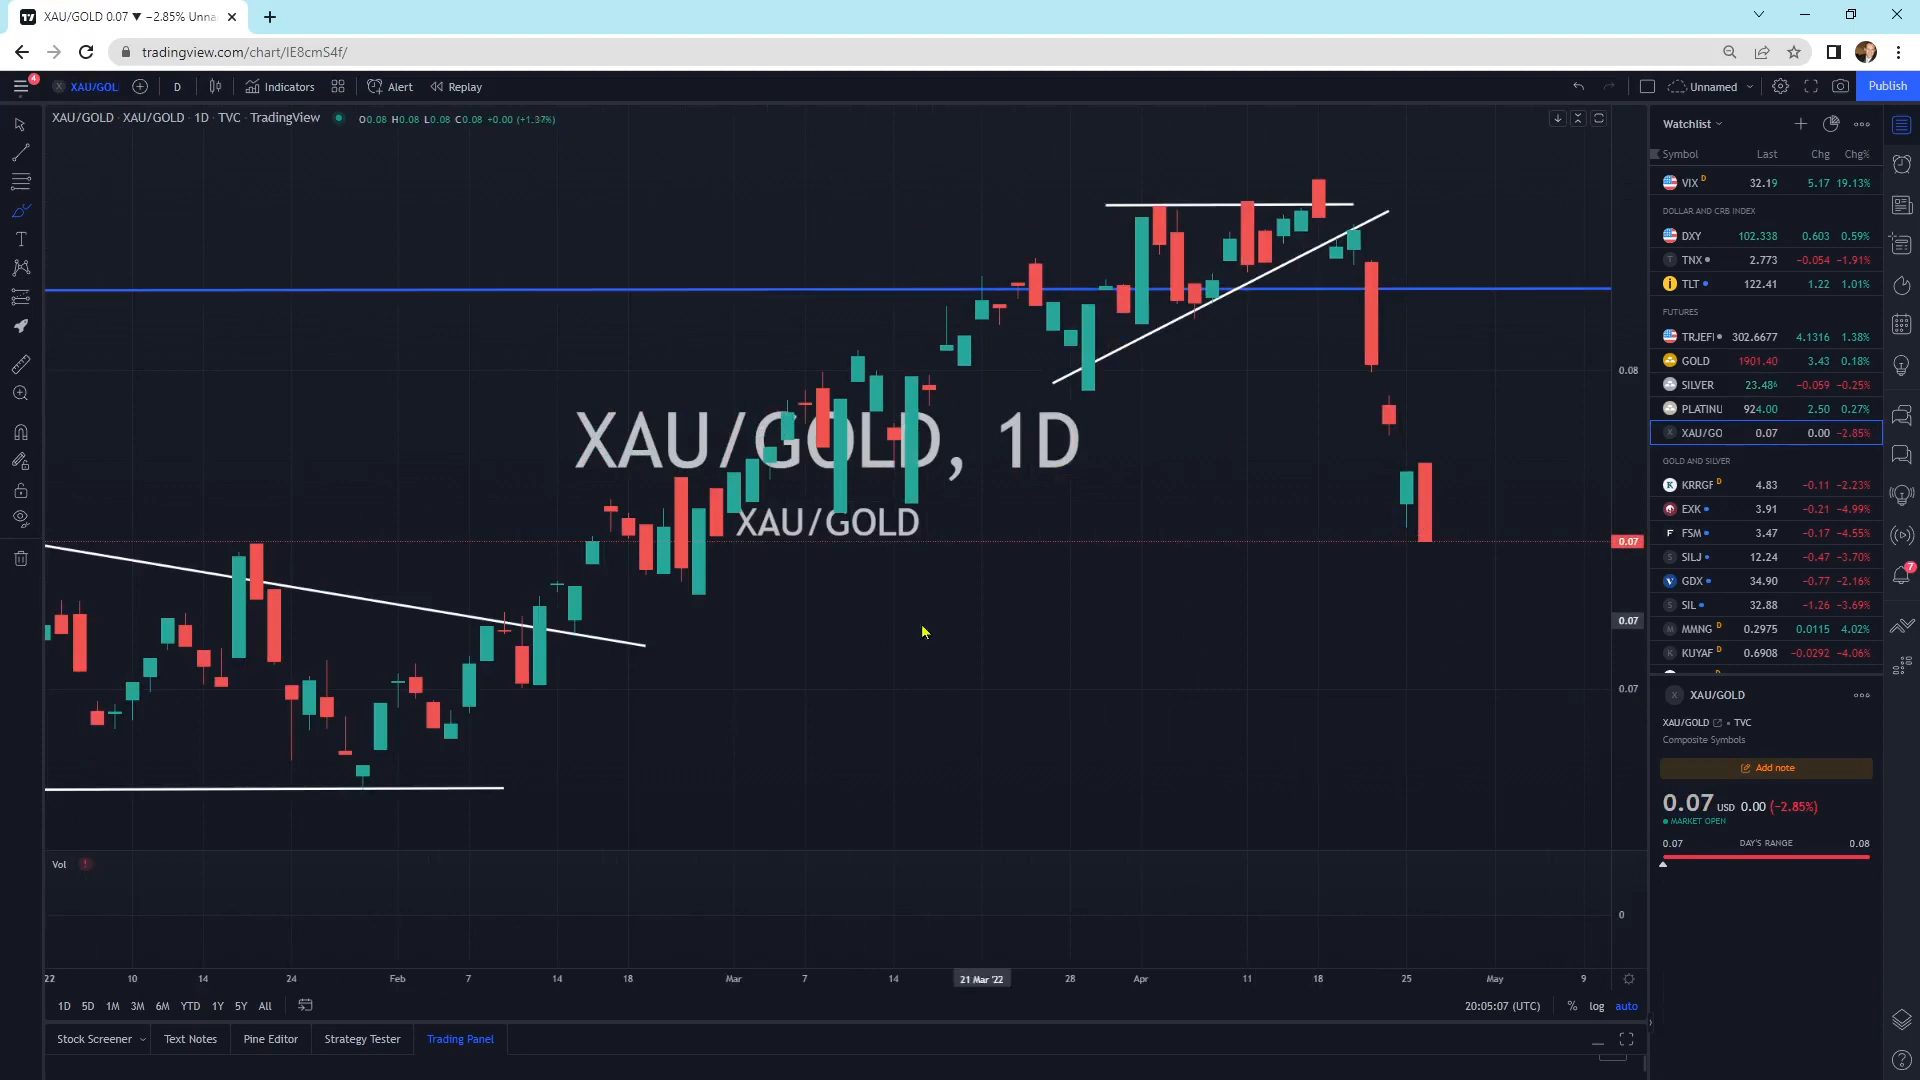 XAU/GOLD 0.07 ▼ −2.85% Unna
tradingview.com/chart/IE8cmS4f/
4
XAU/GOL
D
Indicators
Alert
Replay
Unnamed
Publish
XAU/GOLD · XAU/GOLD · 1D · TVC · TradingView
O0.08 H0.08 L0.08 C0.08 +0.00 (+1.37%)
XAU/GOLD, 1D
XAU/GOLD
0.08
0.07
0.07
0.07
Vol
0
22 10 14 24 Feb 7 14 18 Mar 7 14 21 Mar '22 28 Apr 11 18 25 May 9
1D 5D 1M 3M 6M YTD 1Y 5Y All
20:05:07 (UTC) % log auto
Stock Screener
Text Notes
Pine Editor
Strategy Tester
Trading Panel
Watchlist
Symbol Last Chg Chg%
VIX D 32.19 5.17 19.13%
DOLLAR AND CRB INDEX
DXY 102.338 0.603 0.59%
TNX 2.773 −0.054 −1.91%
TLT 122.41 1.22 1.01%
FUTURES
TRJEFI 302.6677 4.1316 1.38%
GOLD 1901.40 3.43 0.18%
SILVER 23.486 −0.059 −0.25%
PLATINU 924.00 2.50 0.27%
XAU/GO 0.07 0.00 −2.85%
GOLD AND SILVER
KRRGF D 4.83 −0.11 −2.23%
EXK 3.91 −0.21 −4.99%
FSM 3.47 −0.17 −4.55%
SILJ 12.24 −0.47 −3.70%
GDX 34.90 −0.77 −2.16%
SIL 32.88 −1.26 −3.69%
MMNG D 0.2975 0.0115 4.02%
KUYAF D 0.6908 −0.0292 −4.06%
XAU/GOLD
XAU/GOLD • TVC
Composite Symbols
Add note
0.07 USD 0.00 (−2.85%)
MARKET OPEN
0.07 DAY'S RANGE 0.08
7